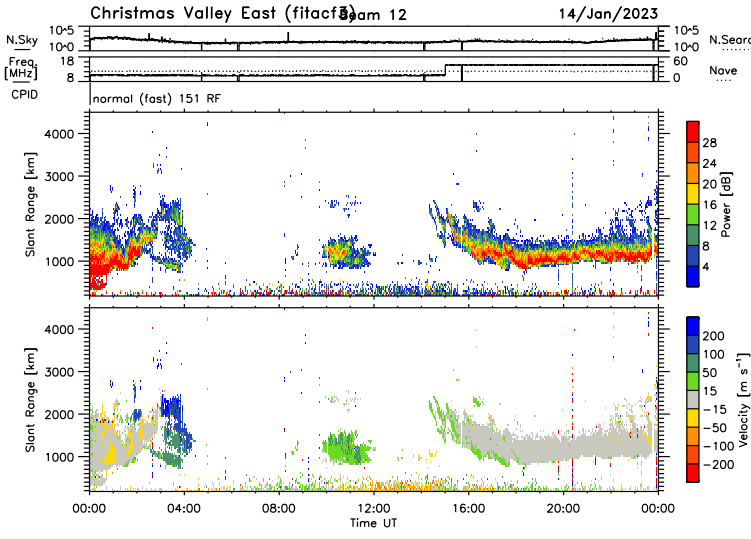 Christmas Valley East (fitacf3) Beam 12 14/Jan/2023
N.Sky 10^5 10^0 10^5 10^0 N.Searc
Freq. [MHz] 18 8 60 0 Nave
CPID normal (fast) 151 RF
Slant Range [km] 4000 3000 2000 1000
Power [dB] 28 24 20 16 12 8 4
Slant Range [km] 4000 3000 2000 1000
Velocity [m s⁻¹] 200 100 50 15 −15 −50 −100 −200
00:00 04:00 08:00 12:00 16:00 20:00 00:00
Time UT